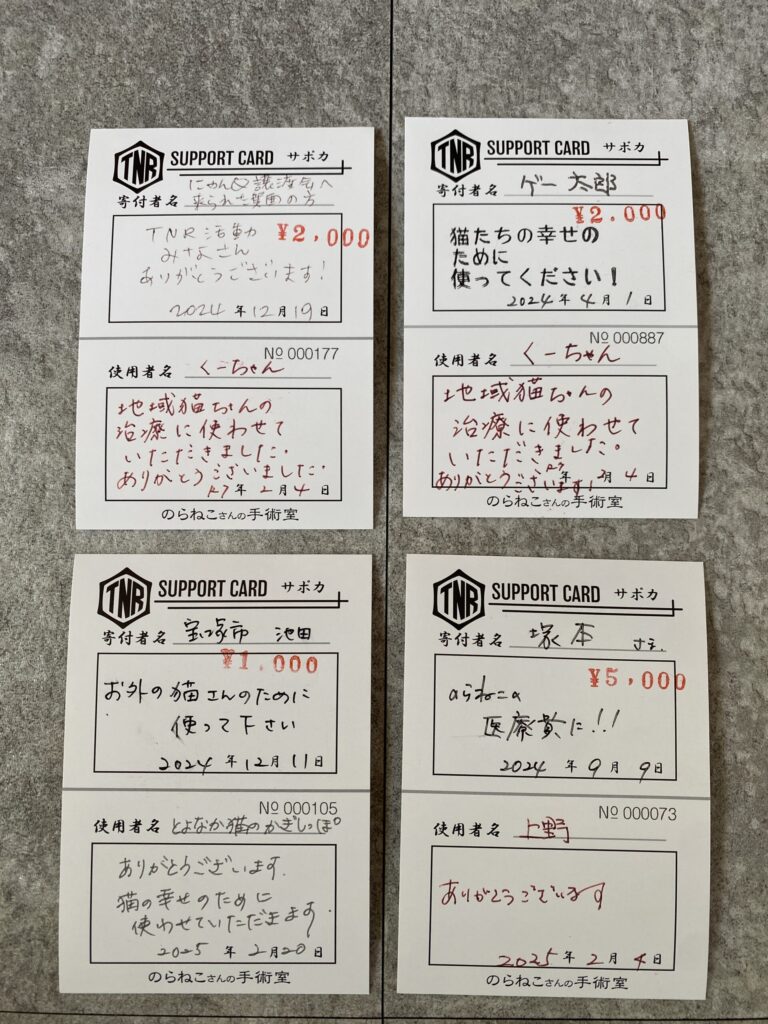 TNR SUPPORT CARD サポカ
にゃん 譲渡会へ
寄付者名 来られた 方
¥2,000
TNR活動
みなさん
ありがとうございます!
2024年12月19日
No 000177
使用者名 くーちゃん
地域猫ちゃんの
治療に使わせて
いただきました。
ありがとうございました。
R7年2月4日
のらねこさんの手術室
TNR SUPPORT CARD サポカ
寄付者名 ゲー太郎
¥2,000
猫たちの幸せの
ために
使ってください!
2024年4月1日
No 000887
使用者名 くーちゃん
地域猫ちゃんの
治療に使わせて
いただきました。
R7年2月4日
ありがとうございます!
のらねこさんの手術室
TNR SUPPORT CARD サポカ
寄付者名 宝塚市 池田
¥1,000
お外の猫さんのために
使って下さい
2024年12月11日
No 000105
使用者名 とよなか猫のかぎしっぽ
ありがとうございます.
猫の幸せのために
使わせていただきます.
2025年2月20日
のらねこさんの手術室
TNR SUPPORT CARD サポカ
寄付者名 塚本
¥5,000
のらねこの
医療費に!!
2024年9月9日
No 000073
使用者名 上野
ありがとうございます
2025年2月4日
のらねこさんの手術室